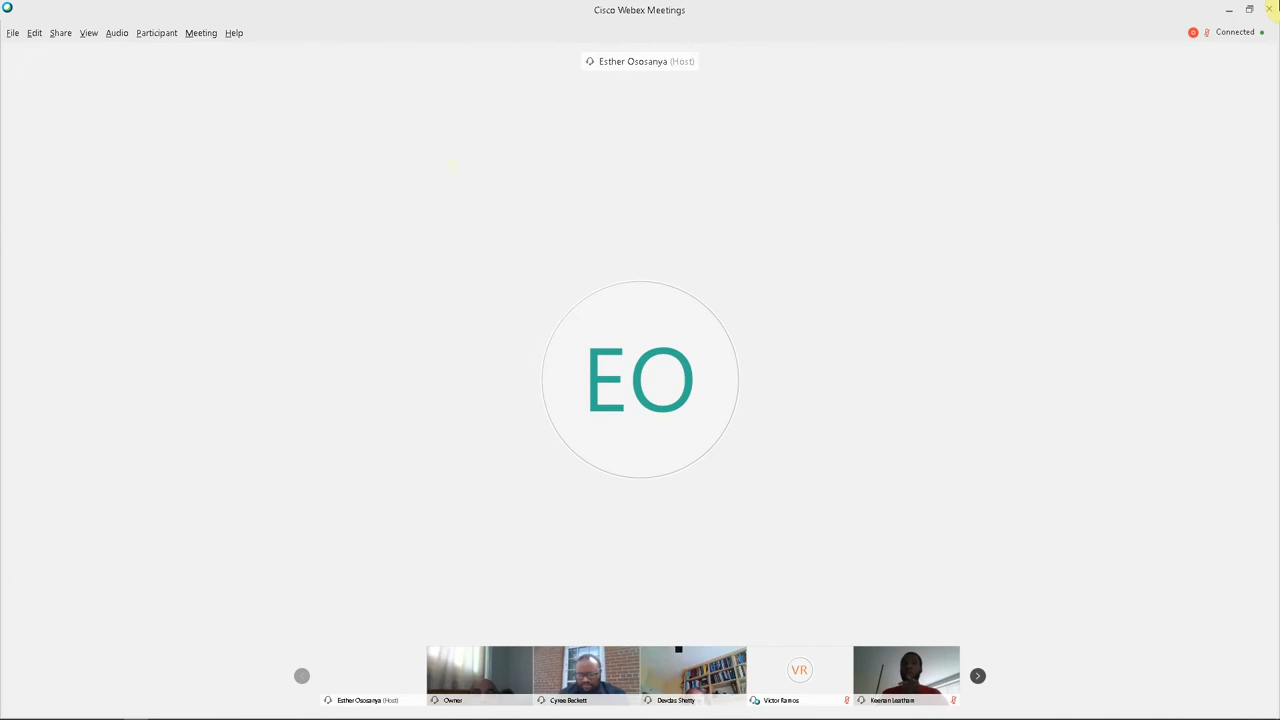 Cisco Webex Meetings
File Edit Share View Audio Participant Meeting Help
Connected
Esther Ososanya (Host)
EO
VR
Esther Ososanya (Host) Owner Cyree Beckett Devdas Shetty Victor Ramos Keenan Leatham